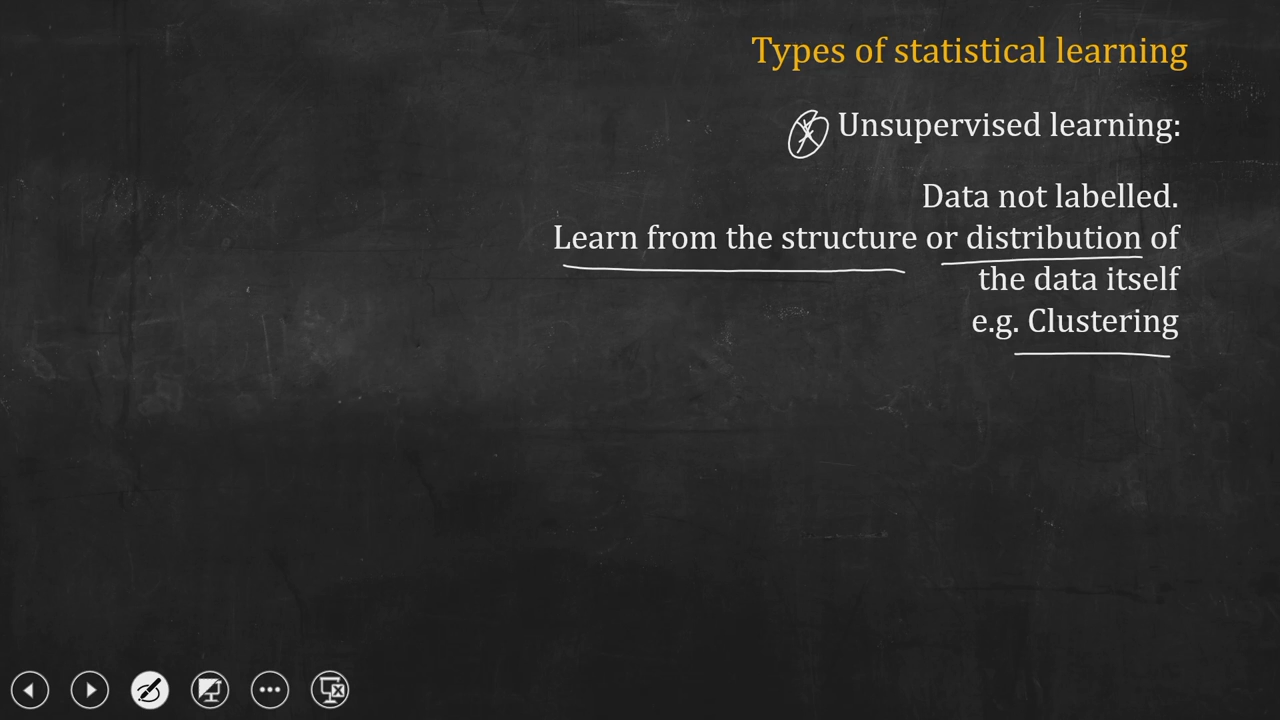 Types of statistical learning
Unsupervised learning:
Data not labelled.
Learn from the structure or distribution of
the data itself
e.g. Clustering